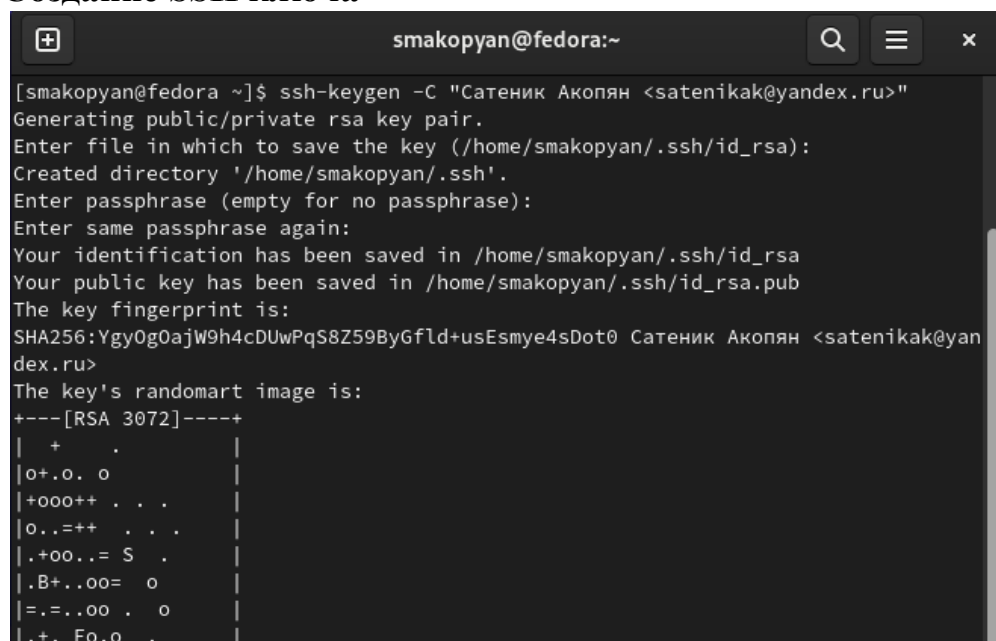 Создание SSH ключа
smakopyan@fedora:~
[smakopyan@fedora ~]$ ssh-keygen -C "Сатеник Акопян <satenikak@yandex.ru>"
Generating public/private rsa key pair.
Enter file in which to save the key (/home/smakopyan/.ssh/id_rsa):
Created directory '/home/smakopyan/.ssh'.
Enter passphrase (empty for no passphrase):
Enter same passphrase again:
Your identification has been saved in /home/smakopyan/.ssh/id_rsa
Your public key has been saved in /home/smakopyan/.ssh/id_rsa.pub
The key fingerprint is:
SHA256:YgyOgOajW9h4cDUwPqS8Z59ByGfld+usEsmye4sDot0 Сатеник Акопян <satenikak@yan
dex.ru>
The key's randomart image is:
+---[RSA 3072]----+
|  +    .         |
|o+.o. o          |
|+ooo++ . . .     |
|o..=++  . . .    |
|.+oo..= S  .     |
|.B+..oo=  o      |
|=.=..oo .  o     |
|.+. Eo.o  .      |